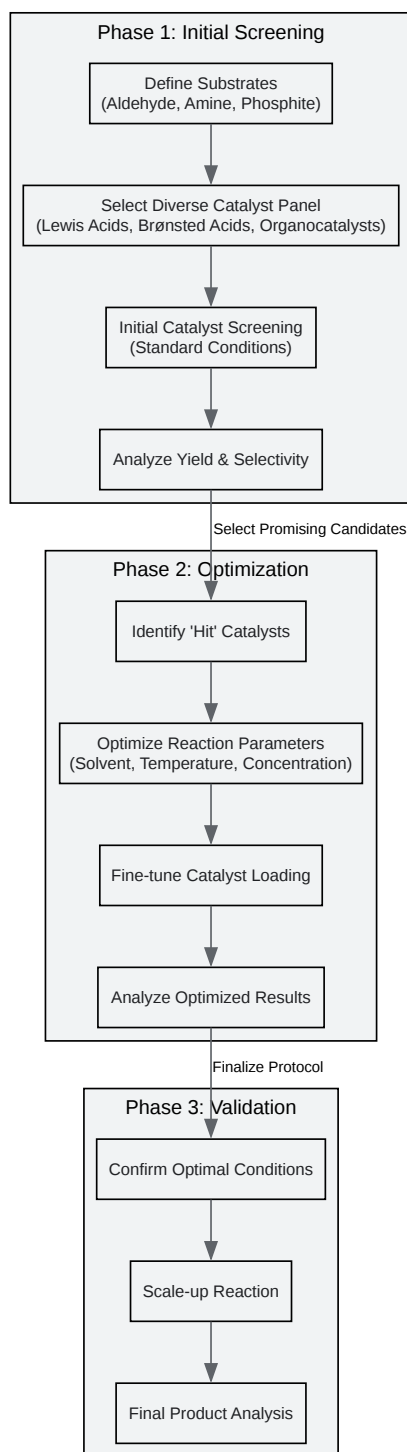 Phase 1: Initial Screening
Define Substrates
(Aldehyde, Amine, Phosphite)
Select Diverse Catalyst Panel
(Lewis Acids, Brønsted Acids, Organocatalysts)
Initial Catalyst Screening
(Standard Conditions)
Analyze Yield & Selectivity
Select Promising Candidates
Phase 2: Optimization
Identify 'Hit' Catalysts
Optimize Reaction Parameters
(Solvent, Temperature, Concentration)
Fine-tune Catalyst Loading
Analyze Optimized Results
Finalize Protocol
Phase 3: Validation
Confirm Optimal Conditions
Scale-up Reaction
Final Product Analysis